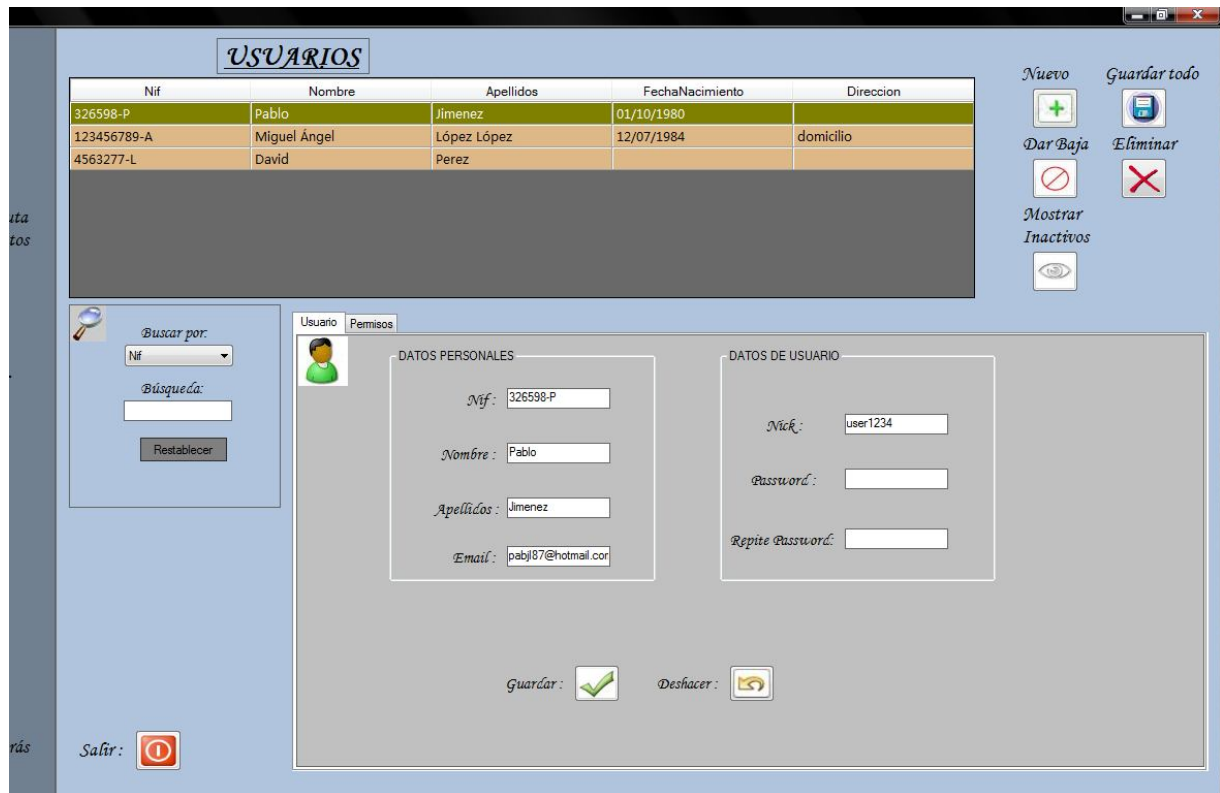 USUARIOS
Nuevo Guardar todo
Nif Nombre Apellidos FechaNacimiento Direccion
326598-P Pablo Jimenez 01/10/1980
123456789-A Miguel Ángel López López 12/07/1984 domicilio
4563277-L David Perez
Dar Baja Eliminar
Mostrar
Inactivos
Buscar por:
Nif
Búsqueda:
Restablecer
Usuario Permisos
DATOS PERSONALES
Nif : 326598-P
Nombre : Pablo
Apellidos : Jimenez
Email : pabjl87@hotmail.cor
DATOS DE USUARIO
Nick : user1234
Password :
Repite Password:
Guardar : Deshacer :
Salir :